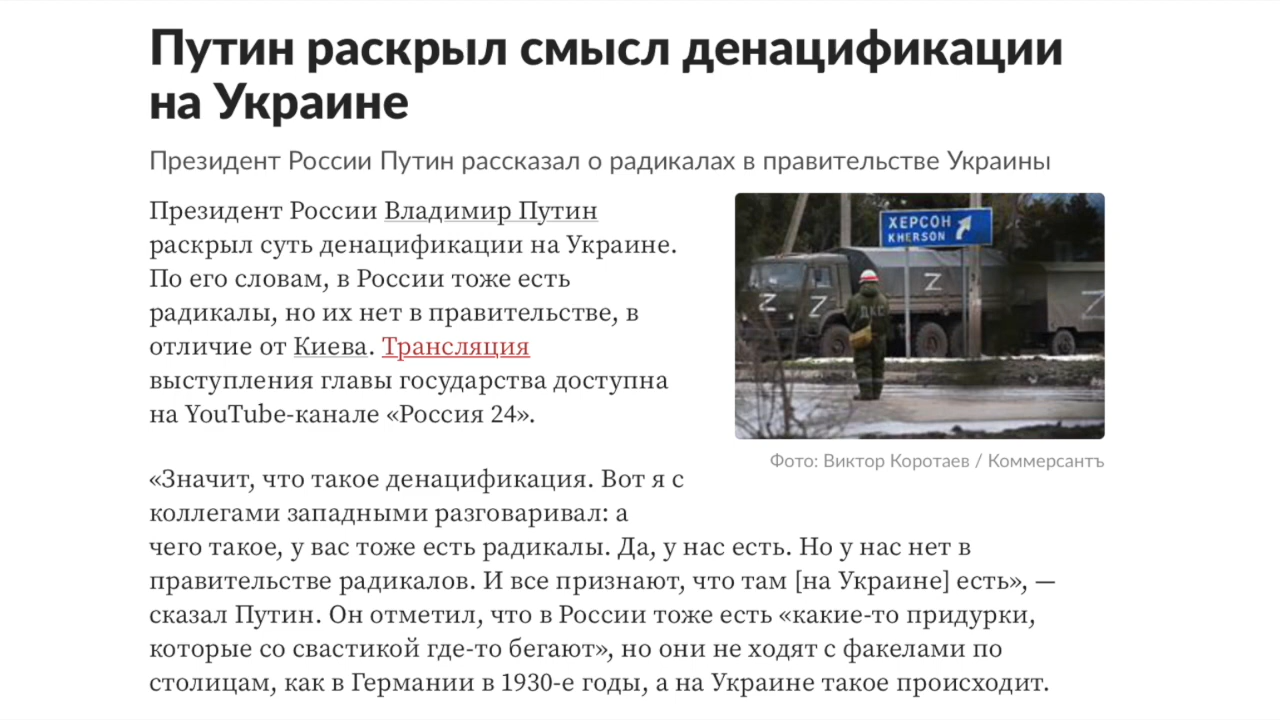 Путин раскрыл смысл денацификации
на Украине
Президент России Путин рассказал о радикалах в правительстве Украины
Президент России Владимир Путин
раскрыл суть денацификации на Украине.
По его словам, в России тоже есть
радикалы, но их нет в правительстве, в
отличие от Киева. Трансляция
выступления главы государства доступна
на YouTube-канале «Россия 24».
ХЕРСОН
KHERSON
Z
Z
Z
Z
ДКС
Фото: Виктор Коротаев / Коммерсантъ
«Значит, что такое денацификация. Вот я с
коллегами западными разговаривал: а
чего такое, у вас тоже есть радикалы. Да, у нас есть. Но у нас нет в
правительстве радикалов. И все признают, что там [на Украине] есть», —
сказал Путин. Он отметил, что в России тоже есть «какие-то придурки,
которые со свастикой где-то бегают», но они не ходят с факелами по
столицам, как в Германии в 1930-е годы, а на Украине такое происходит.